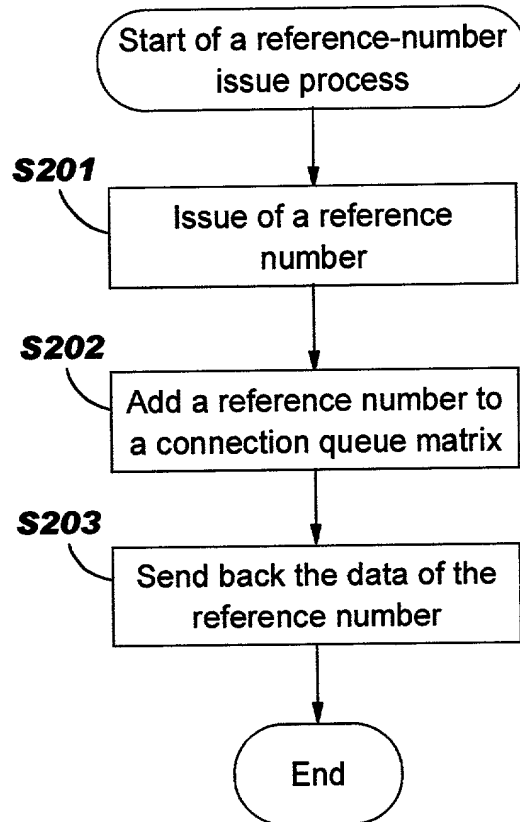 Start of a reference-number
issue process
S201
Issue of a reference
number
S202
Add a reference number to
a connection queue matrix
S203
Send back the data of the
reference number
End